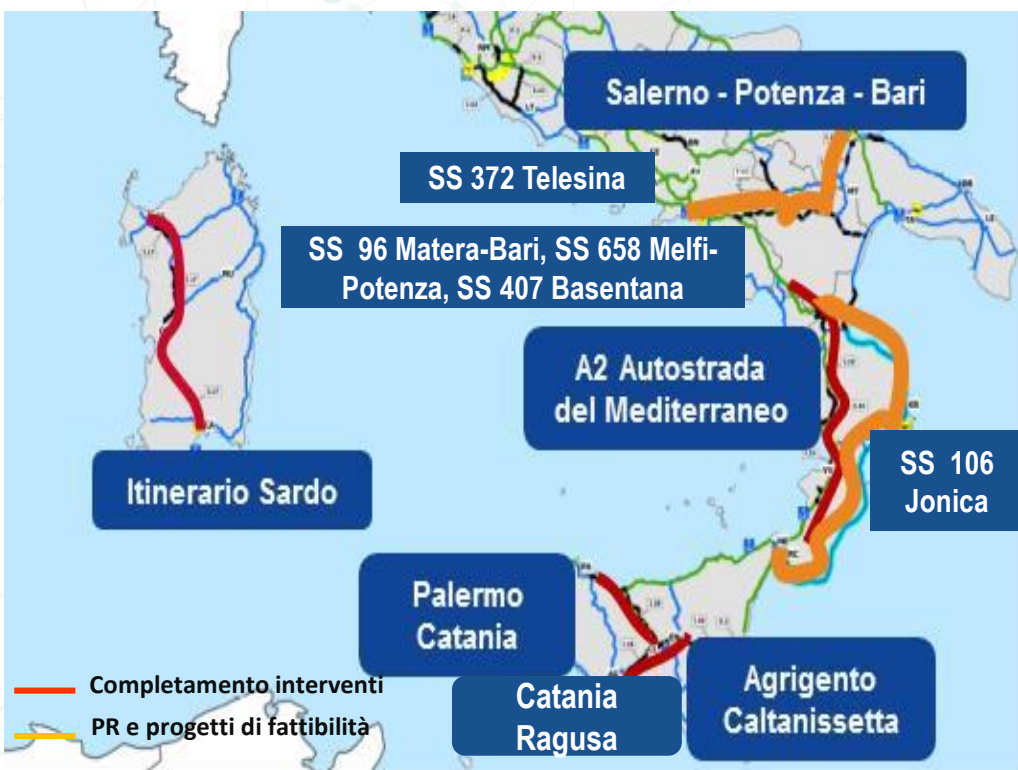 Salerno - Potenza - Bari
SS 372 Telesina
SS 96 Matera-Bari, SS 658 Melfi-
Potenza, SS 407 Basentana
A2 Autostrada
del Mediterraneo
SS 106
Jonica
Itinerario Sardo
Palermo
Catania
Catania
Ragusa
Agrigento
Caltanissetta
Completamento interventi
PR e progetti di fattibilità